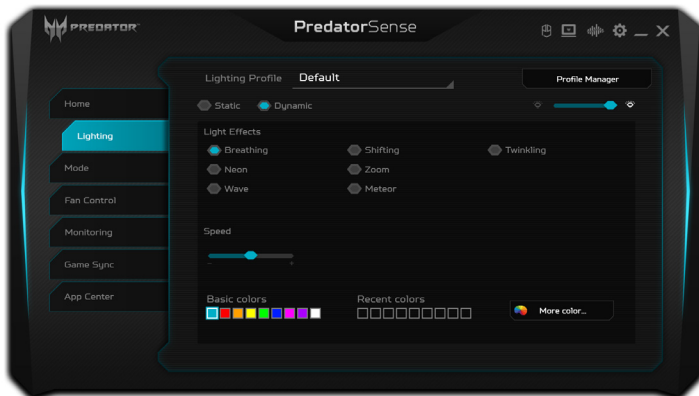 PREDATOR
PredatorSense
Lighting Profile Default
Profile Manager
Home
Static Dynamic
Lighting
Light Effects
Breathing Shifting Twinkling
Mode
Neon Zoom
Wave Meteor
Fan Control
Monitoring
Speed
- +
Game Sync
App Center
Basic colors Recent colors
More color...